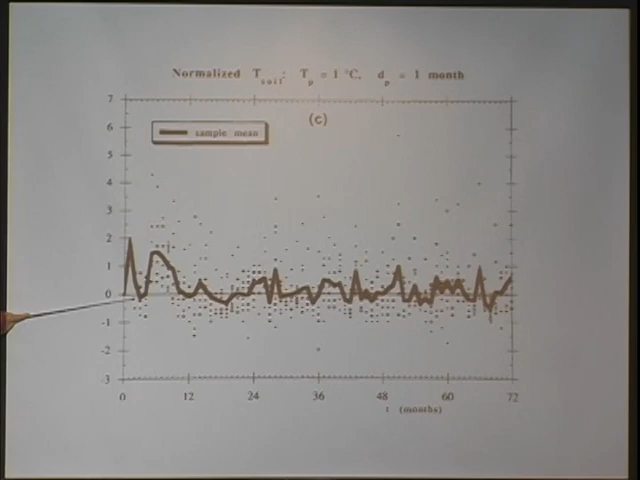 Normalized T soil: T p = 1 °C, d p = 1 month
(c)
sample mean
7
6
5
4
3
2
1
0
-1
-2
-3
0 12 24 36 48 60 72
t (months)